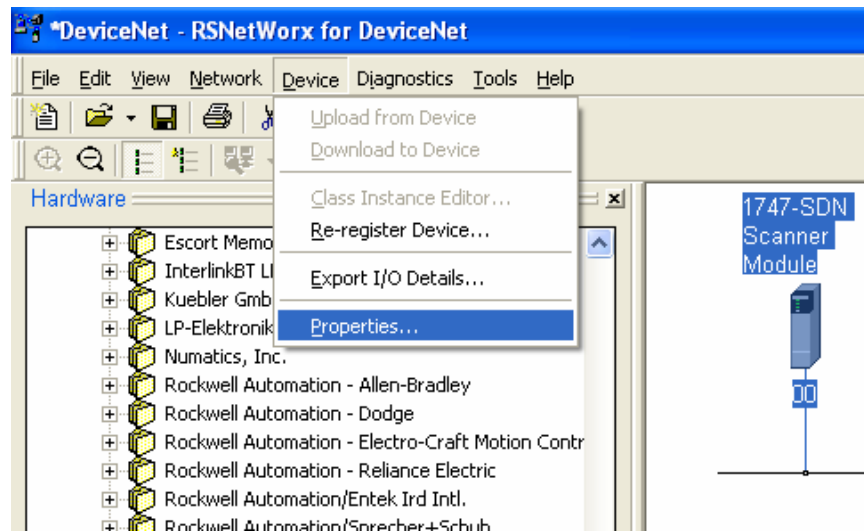 *DeviceNet - RSNetWorx for DeviceNet
File Edit View Network Device Diagnostics Tools Help
Upload from Device
Download to Device
Class Instance Editor...
Re-register Device...
Export I/O Details...
Properties...
Hardware
Escort Memo
InterlinkBT Ll
Kuebler Gmb
LP-Elektronik
Numatics, Inc.
Rockwell Automation - Allen-Bradley
Rockwell Automation - Dodge
Rockwell Automation - Electro-Craft Motion Contr
Rockwell Automation - Reliance Electric
Rockwell Automation/Entek Ird Intl.
Rockwell Automation/Sprecher+Schuh
1747-SDN
Scanner
Module
00